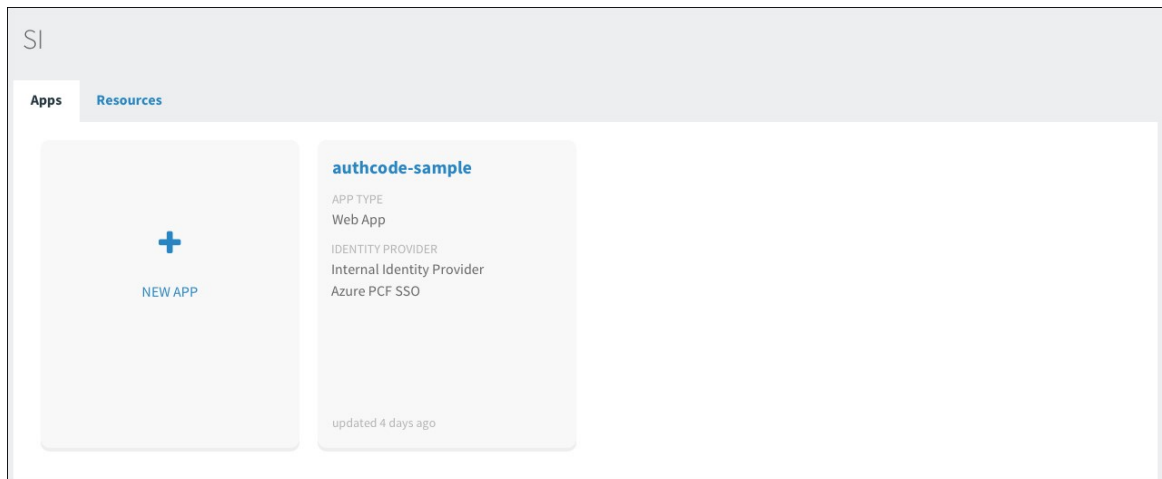 SI
Apps
Resources
NEW APP
authcode-sample
APP TYPE
Web App
IDENTITY PROVIDER
Internal Identity Provider
Azure PCF SSO
updated 4 days ago